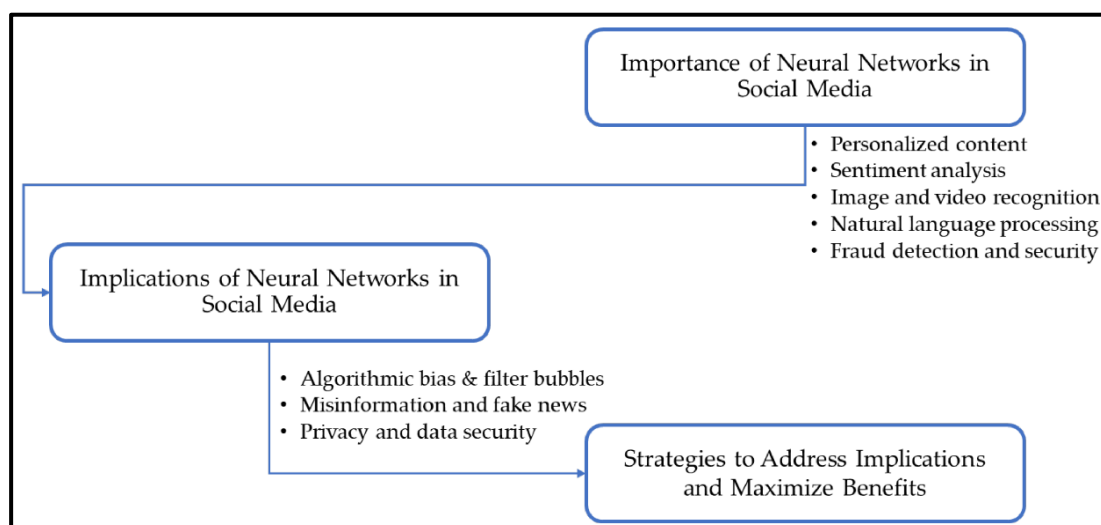 Importance of Neural Networks in
Social Media
• Personalized content
• Sentiment analysis
• Image and video recognition
• Natural language processing
• Fraud detection and security
Implications of Neural Networks in
Social Media
• Algorithmic bias & filter bubbles
• Misinformation and fake news
• Privacy and data security
Strategies to Address Implications
and Maximize Benefits